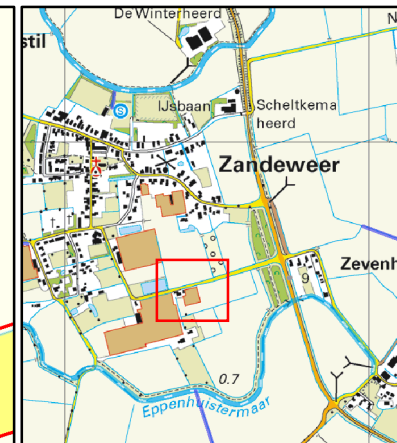 De Winterheerd
N
stil
IJsbaan
Scheltkema
heerd
S
Zandeweer
Zevenh
9
0.7
Eppenhuistermaar